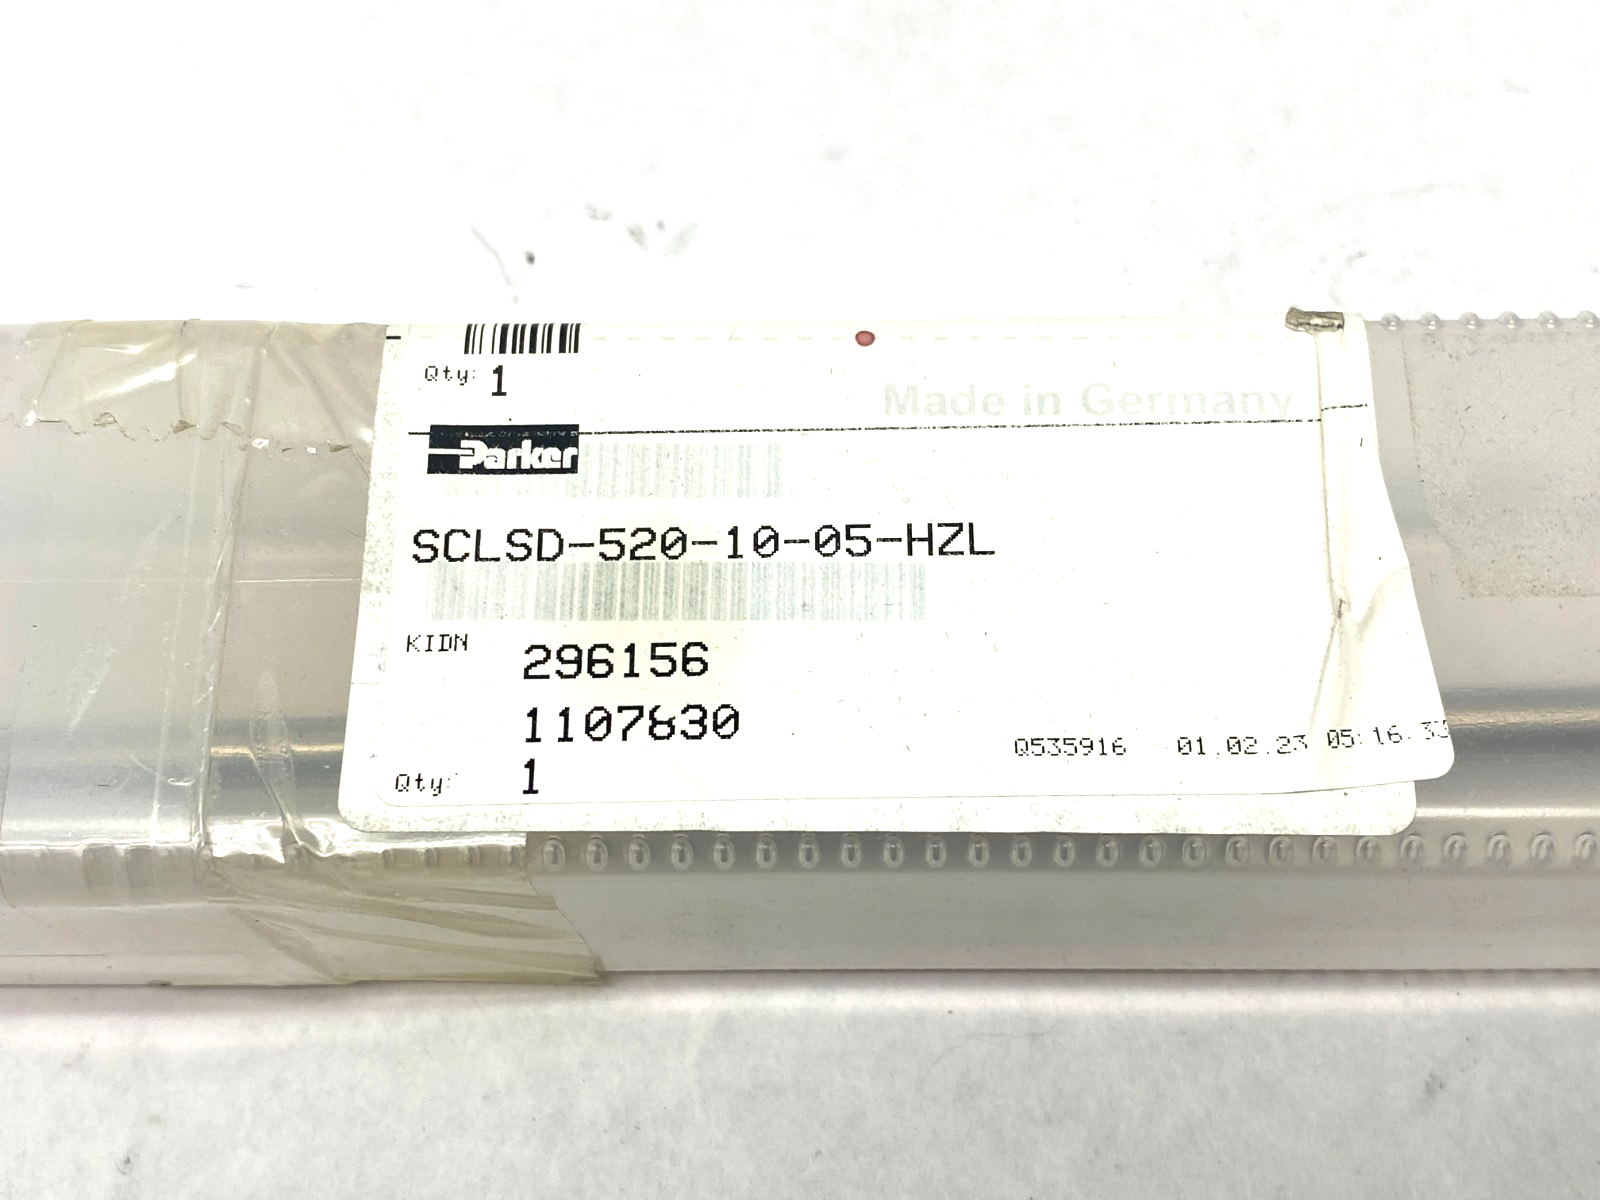 Qty: 1
Made in Germany
Parker
SCLSD-520-10-05-HZL
KIDN
296156
1107830
Qty: 1
Q535916 01.02.23 05:16.33